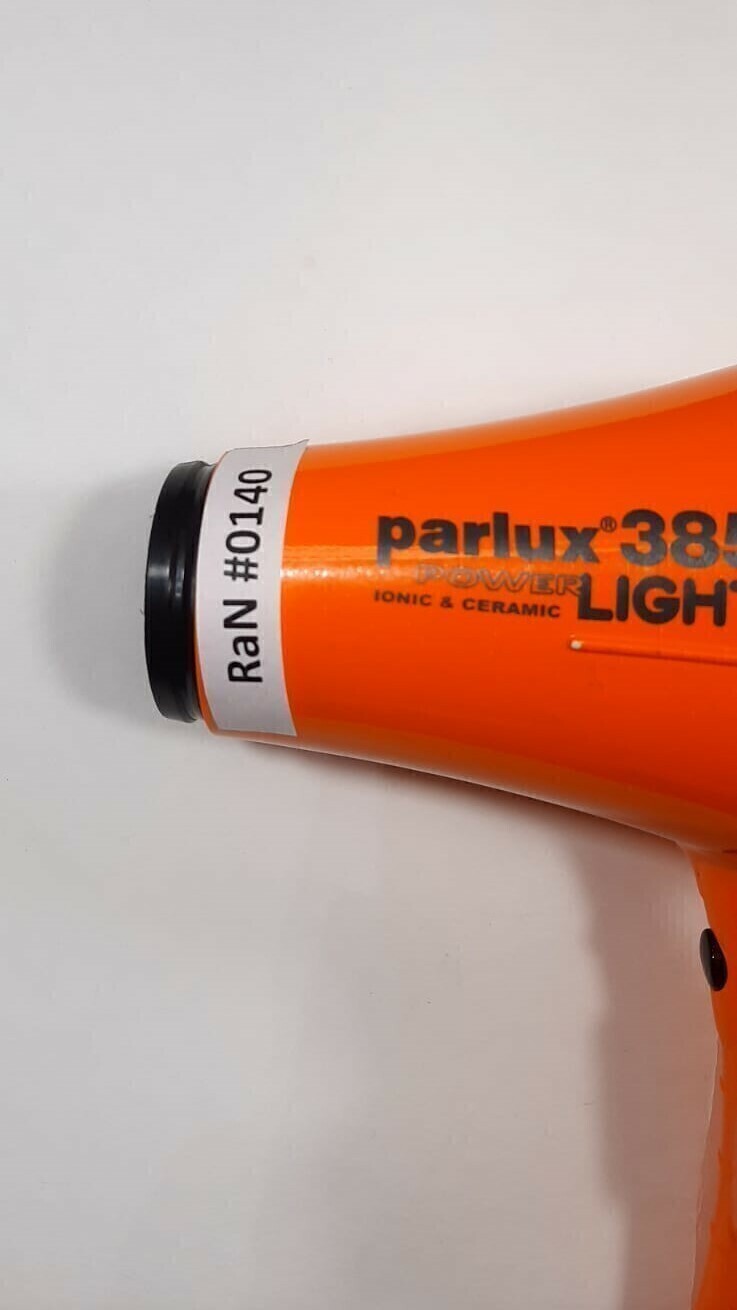 RaN #0140
parlux® 385
POWER LIGHT
IONIC & CERAMIC